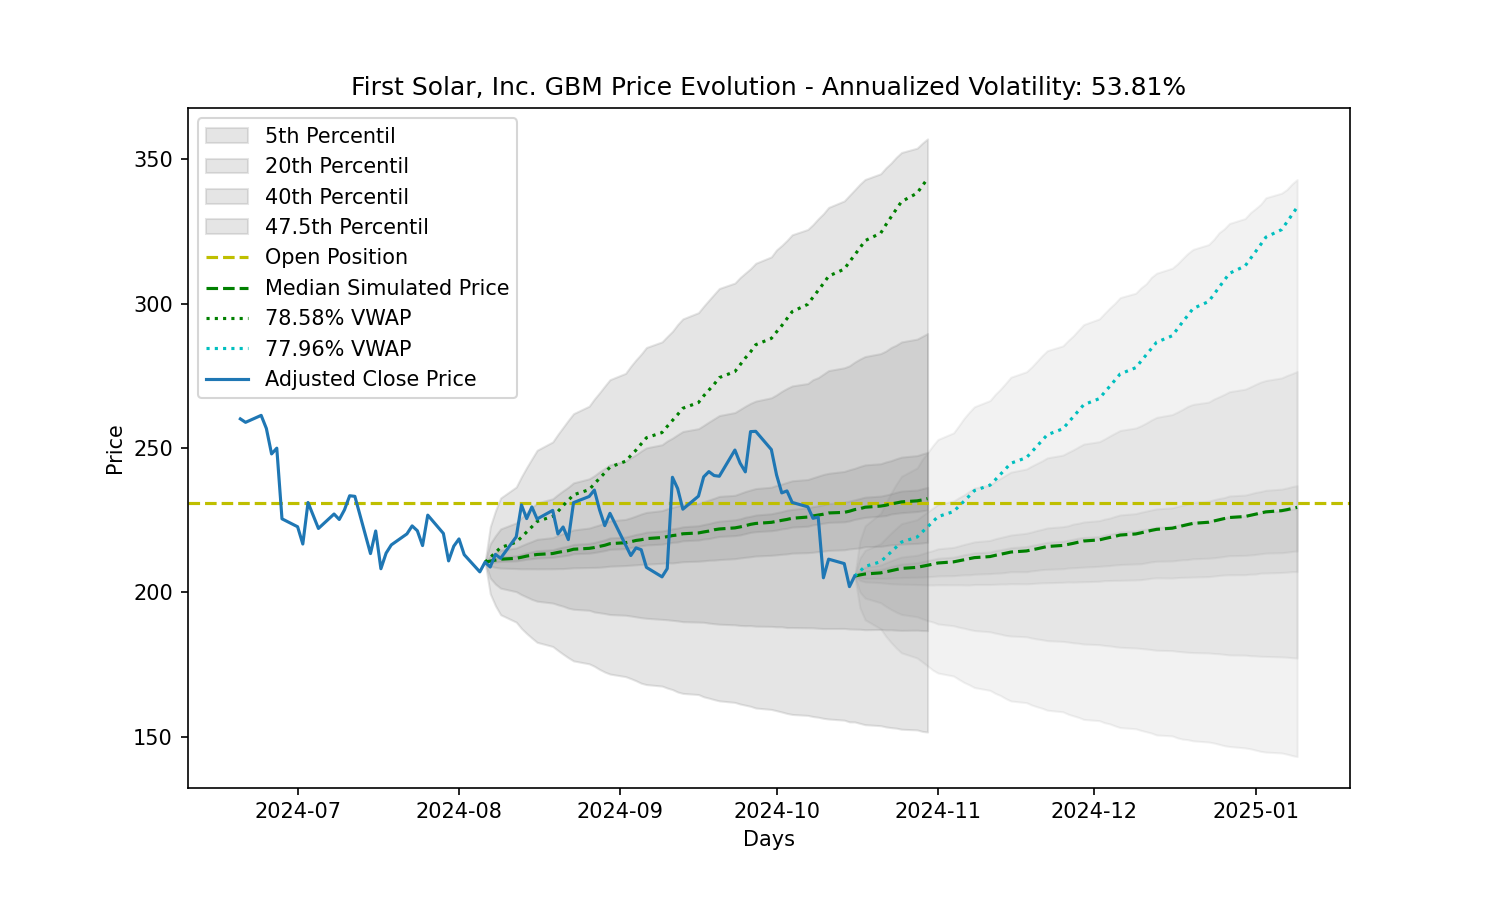 First Solar, Inc. GBM Price Evolution - Annualized Volatility: 53.81%
5th Percentil
20th Percentil
40th Percentil
47.5th Percentil
Open Position
Median Simulated Price
78.58% VWAP
77.96% VWAP
Adjusted Close Price
Price
350
300
250
200
150
2024-07
2024-08
2024-09
2024-10
2024-11
2024-12
2025-01
Days